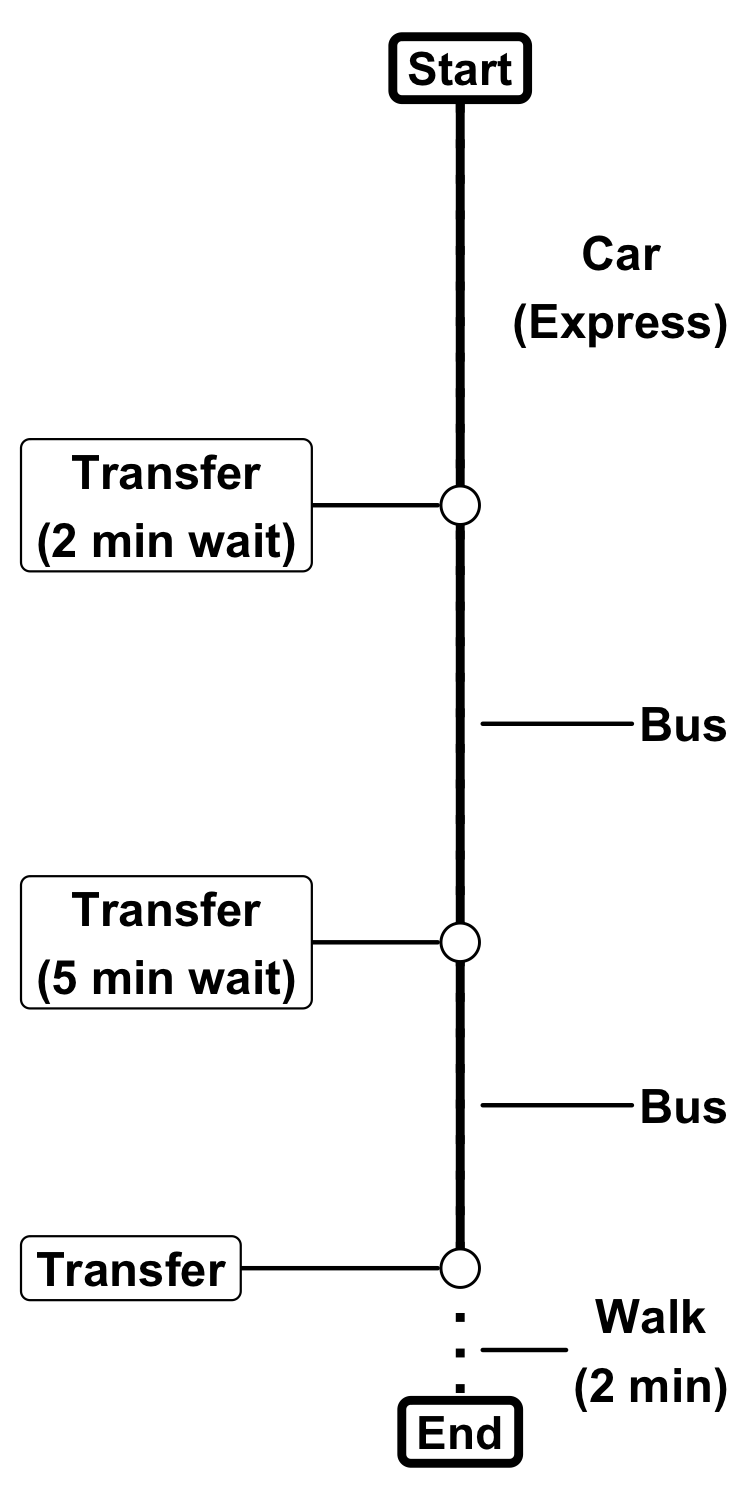 Start
Car
(Express)
Transfer
(2 min wait)
Bus
Transfer
(5 min wait)
Bus
Transfer
Walk
(2 min)
End